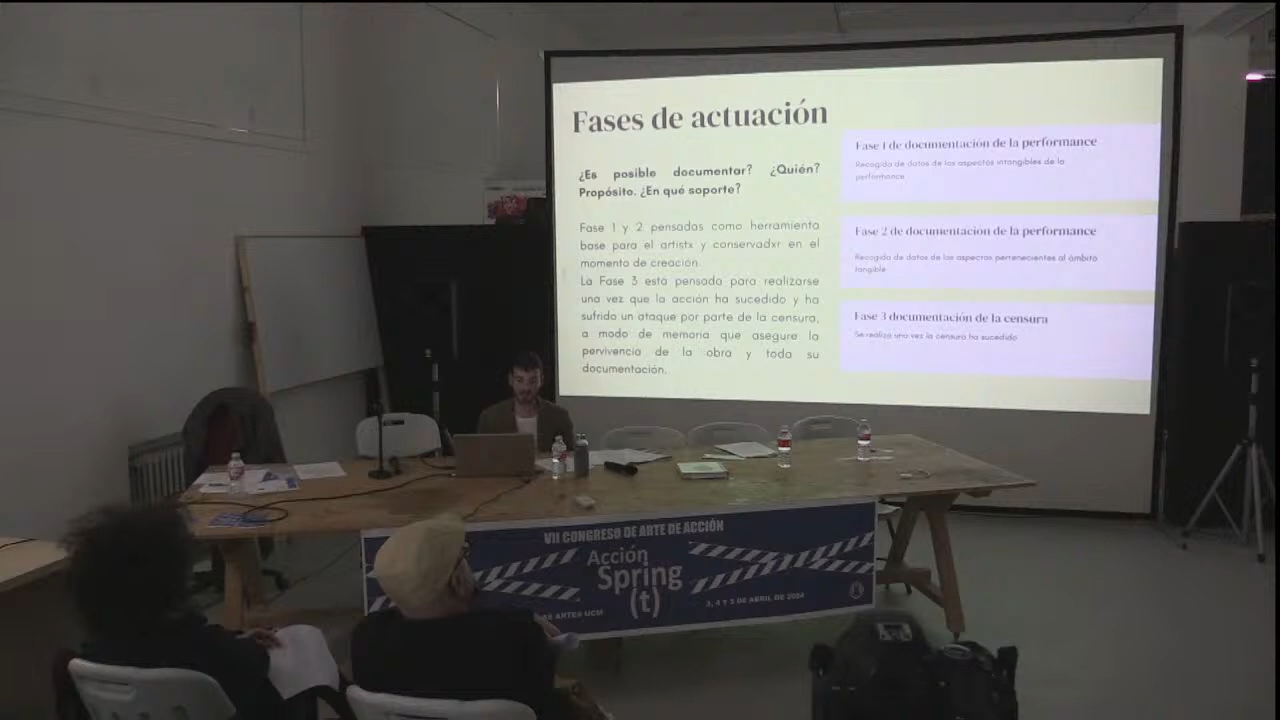 Fases de actuación
¿Es posible documentar? ¿Quién?
Propósito. ¿En qué soporte?
Fase 1 y 2 pensadas como herramienta
base para el artistx y conservadxr en el
momento de creación.
La Fase 3 está pensada para realizarse
una vez que la acción ha sucedido y ha
sufrido un ataque por parte de la censura,
a modo de memoria que asegure la
pervivencia de la obra y toda su
documentación.
Fase 1 de documentación de la performance
Recogida de datos de los aspectos intangibles de la
performance
Fase 2 de documentación de la performance
Recogida de datos de los aspectos pertenecientes al ámbito
tangible
Fase 3 documentación de la censura
Se realiza una vez la censura ha sucedido
VII CONGRESO DE ARTE DE ACCIÓN
Acción
Spring
(t)
ARTES UCM
3, 4 Y 5 DE ABRIL DE 2024